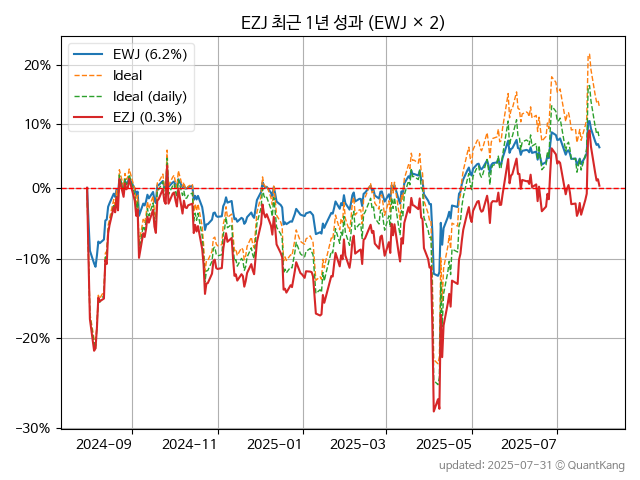 EZJ 최근 1년 성과 (EWJ × 2)
EWJ (6.2%)
Ideal
Ideal (daily)
EZJ (0.3%)
20%
10%
0%
−10%
−20%
−30%
2024-09 2024-11 2025-01 2025-03 2025-05 2025-07
updated: 2025-07-31 © QuantKang